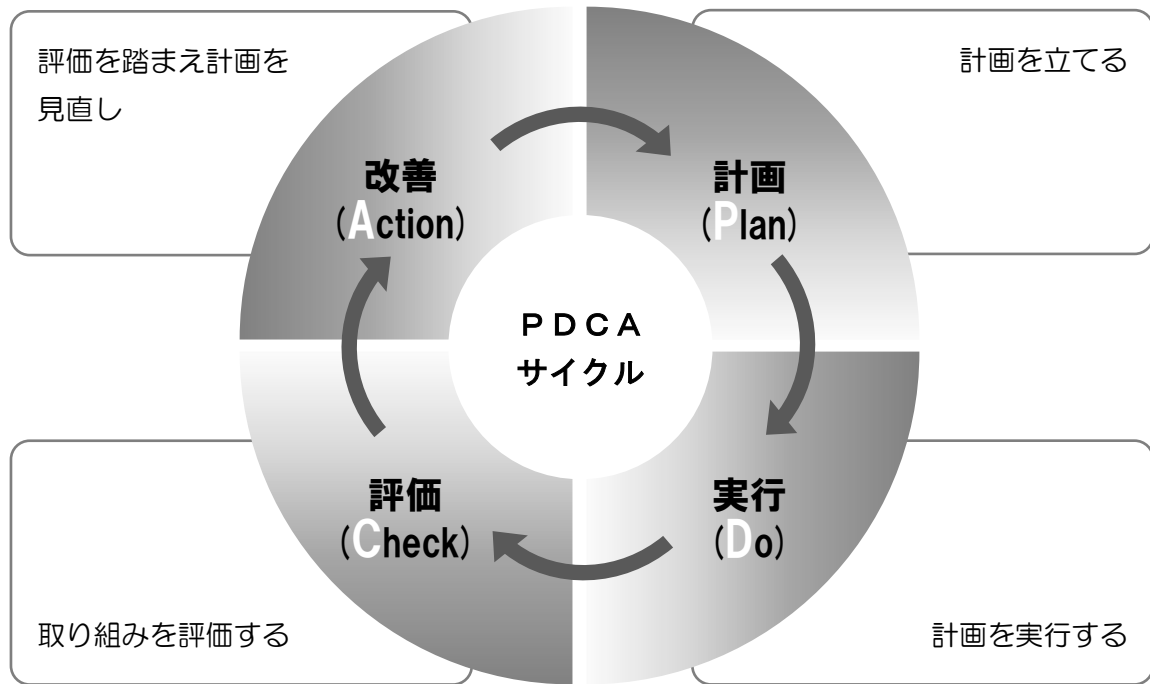 評価を踏まえ計画を
見直し
計画を立てる
改善
(Action)
計画
(Plan)
ＰＤＣＡ
サイクル
評価
(Check)
実行
(Do)
取り組みを評価する
計画を実行する